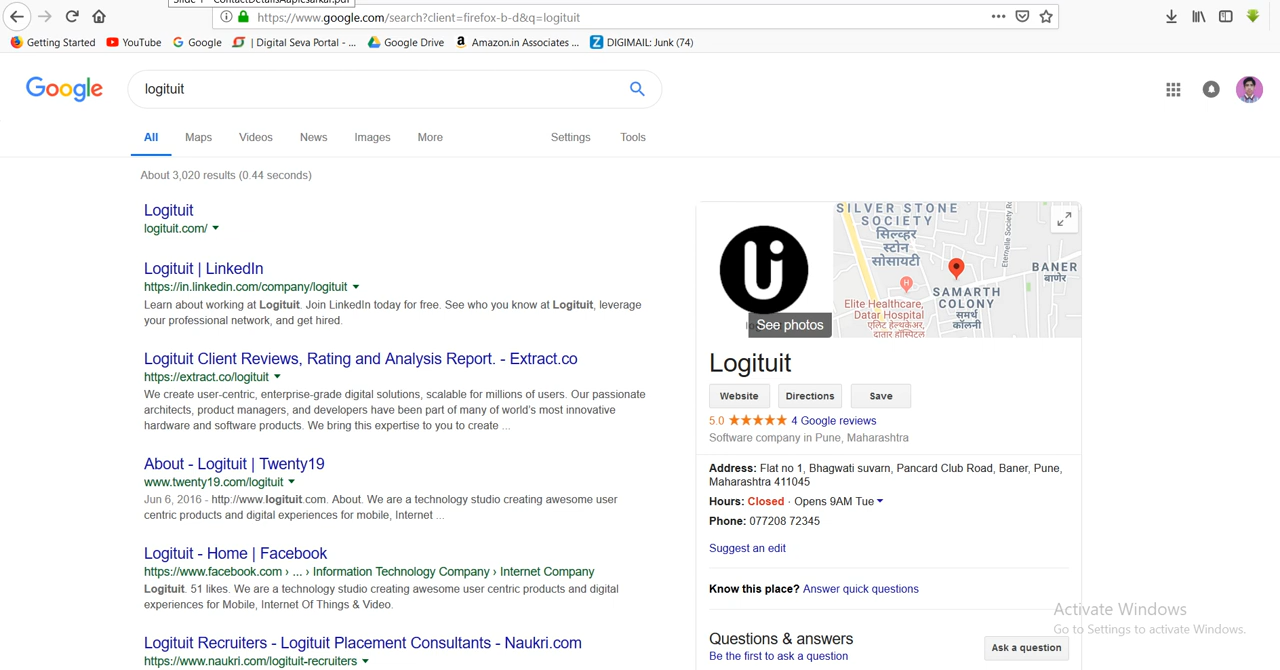 Slide 1 - ContactDetailsAaplesarkar.pdf
https://www.google.com/search?client=firefox-b-d&q=logituit
Getting Started YouTube Google | Digital Seva Portal - ... Google Drive Amazon.in Associates ... DIGIMAIL: Junk (74)
Google logituit
All Maps Videos News Images More Settings Tools
About 3,020 results (0.44 seconds)
Logituit
logituit.com/
Logituit | LinkedIn
https://in.linkedin.com/company/logituit
Learn about working at Logituit. Join LinkedIn today for free. See who you know at Logituit, leverage
your professional network, and get hired.
Logituit Client Reviews, Rating and Analysis Report. - Extract.co
https://extract.co/logituit
We create user-centric, enterprise-grade digital solutions, scalable for millions of users. Our passionate
architects, product managers, and developers have been part of many of world's most innovative
hardware and software products. We bring this expertise to you to create ...
About - Logituit | Twenty19
www.twenty19.com/logituit
Jun 6, 2016 - http://www.logituit.com. About. We are a technology studio creating awesome user
centric products and digital experiences for mobile, Internet ...
Logituit - Home | Facebook
https://www.facebook.com › ... › Information Technology Company › Internet Company
Logituit. 51 likes. We are a technology studio creating awesome user centric products and digital
experiences for Mobile, Internet Of Things & Video.
Logituit Recruiters - Logituit Placement Consultants - Naukri.com
https://www.naukri.com/logituit-recruiters
SILVER STONE
SOCIETY
सिल्व्हर
स्टोन
सोसायटी
Eternelle Society Ro
BANER
बाणेर
H
SAMARTH
COLONY
समर्थ
कॉलनी
Elite Healthcare,
Datar Hospital
एलिट हेल्थकेअर,
दातार हॉस्पिटल
See photos
Logituit
Website Directions Save
5.0 4 Google reviews
Software company in Pune, Maharashtra
Address: Flat no 1, Bhagwati suvarn, Pancard Club Road, Baner, Pune,
Maharashtra 411045
Hours: Closed · Opens 9AM Tue
Phone: 077208 72345
Suggest an edit
Know this place? Answer quick questions
Questions & answers
Be the first to ask a question
Ask a question
Activate Windows
Go to Settings to activate Windows.